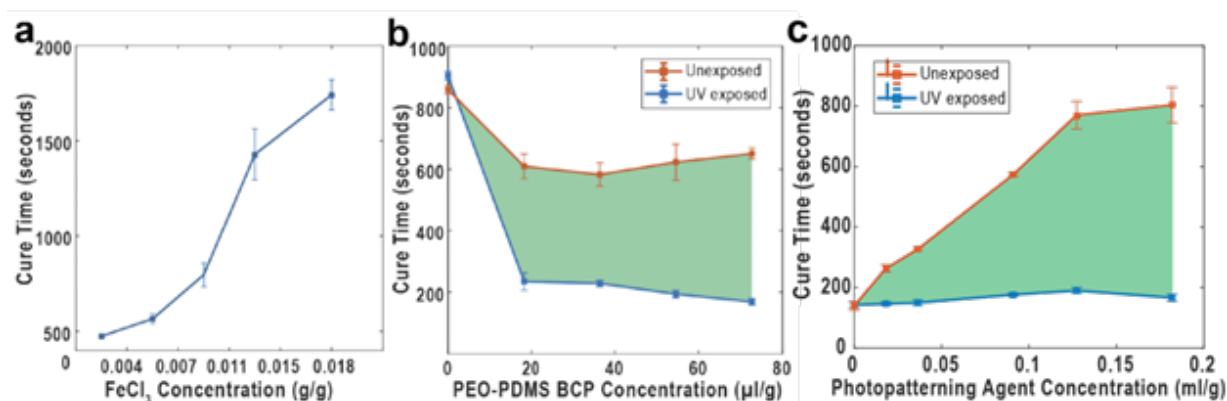 a
2000
1500
1000
500
0
0.004 0.007 0.011 0.015 0.018
Cure Time (seconds)
FeCl₃ Concentration (g/g)
b
1000
800
600
400
200
0 20 40 60 80
Cure Time (seconds)
PEO-PDMS BCP Concentration (µl/g)
Unexposed
UV exposed
c
1000
800
600
400
200
0
0 0.05 0.1 0.15 0.2
Cure Time (seconds)
Photopatterning Agent Concentration (ml/g)
Unexposed
UV exposed